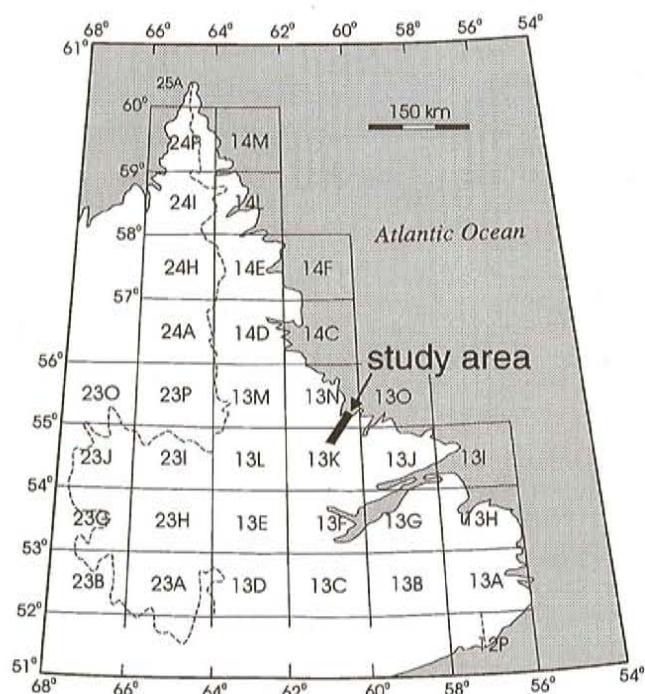 68° 66° 64° 62° 60° 58° 56° 54°
61°
25A
60°
150 km
24P 14M
59°
24I 14L
58°
Atlantic Ocean
24H 14E 14F
57°
24A 14D 14C
56°
study area
23O 23P 13M 13N 13O
55°
23J 23I 13L 13K 13J 13I
54°
23G 23H 13E 13F 13G 13H
53°
23B 23A 13D 13C 13B 13A
52°
12P
51°
68° 66° 64° 62° 60° 58° 56° 54°